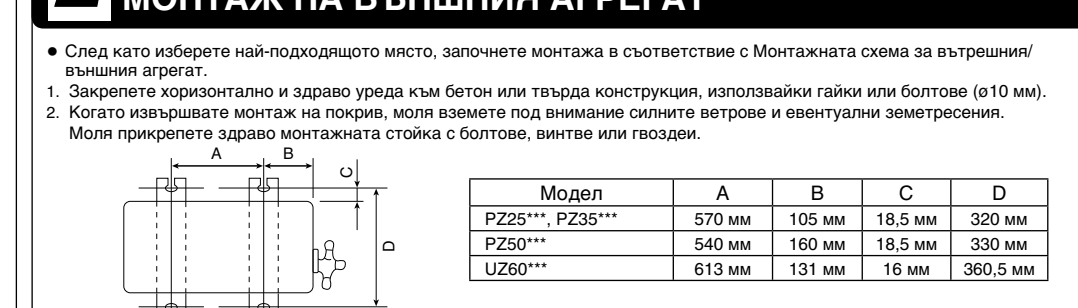 МОНТАЖ НА ВЪНШНИЯ АГРЕГАТ
● След като изберете най-подходящото място, започнете монтажа в съответствие с Монтажната схема за вътрешния/
външния агрегат.
1. Закрепете хоризонтално и здраво уреда към бетон или твърда конструкция, използвайки гайки или болтове (ø10 мм).
2. Когато извършвате монтаж на покрив, моля вземете под внимание силните ветрове и евентуални земетресения.
Моля прикрепете здраво монтажната стойка с болтове, винтве или гвоздеи.
A B
C
D
Модел A B C D
PZ25***, PZ35*** 570 мм 105 мм 18,5 мм 320 мм
PZ50*** 540 мм 160 мм 18,5 мм 330 мм
UZ60*** 613 мм 131 мм 16 мм 360,5 мм